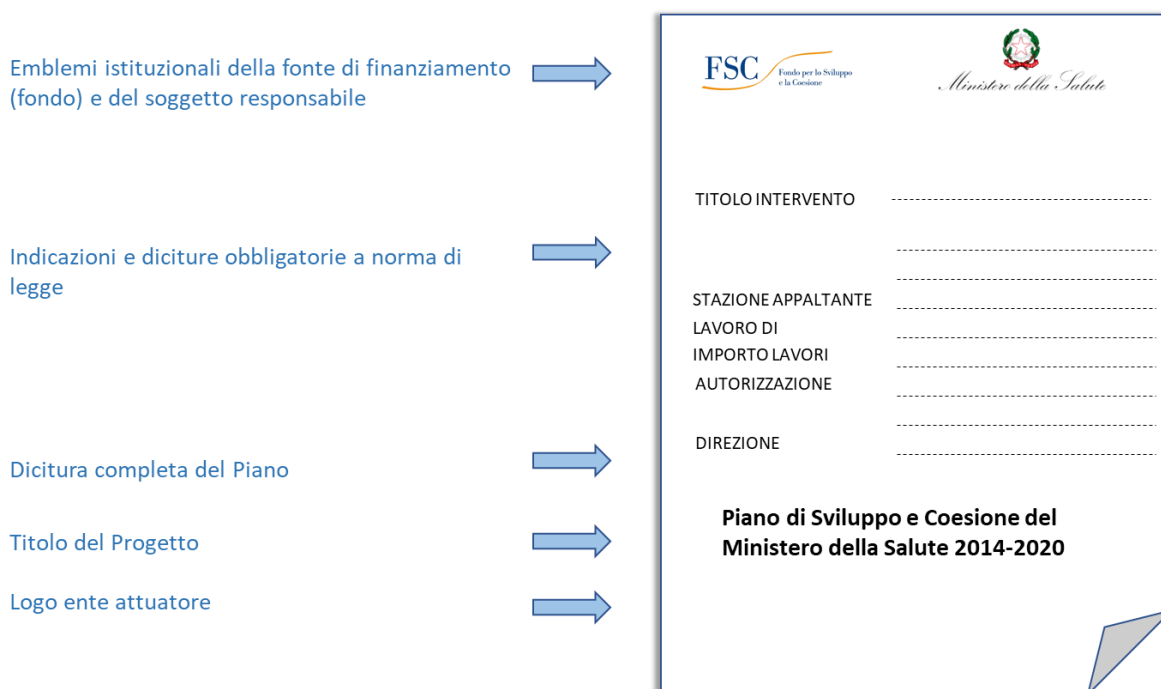 Emblemi istituzionali della fonte di finanziamento
(fondo) e del soggetto responsabile
Indicazioni e diciture obbligatorie a norma di
legge
Dicitura completa del Piano
Titolo del Progetto
Logo ente attuatore
FSC
Fondo per lo Sviluppo
e la Coesione
Ministero della Salute
TITOLO INTERVENTO
STAZIONE APPALTANTE
LAVORO DI
IMPORTO LAVORI
AUTORIZZAZIONE
DIREZIONE
Piano di Sviluppo e Coesione del
Ministero della Salute 2014-2020